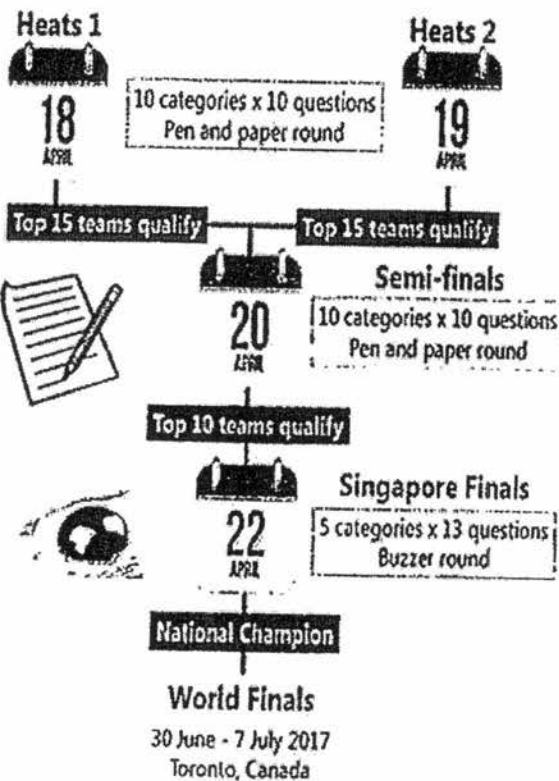 Heats 1
Heats 2
18
APRIL
10 categories x 10 questions
Pen and paper round
19
APRIL
Top 15 teams qualify
Top 15 teams qualify
20
APRIL
Semi-finals
10 categories x 10 questions
Pen and paper round
Top 10 teams qualify
22
APRIL
Singapore Finals
5 categories x 13 questions
Buzzer round
National Champion
World Finals
30 June - 7 July 2017
Toronto, Canada